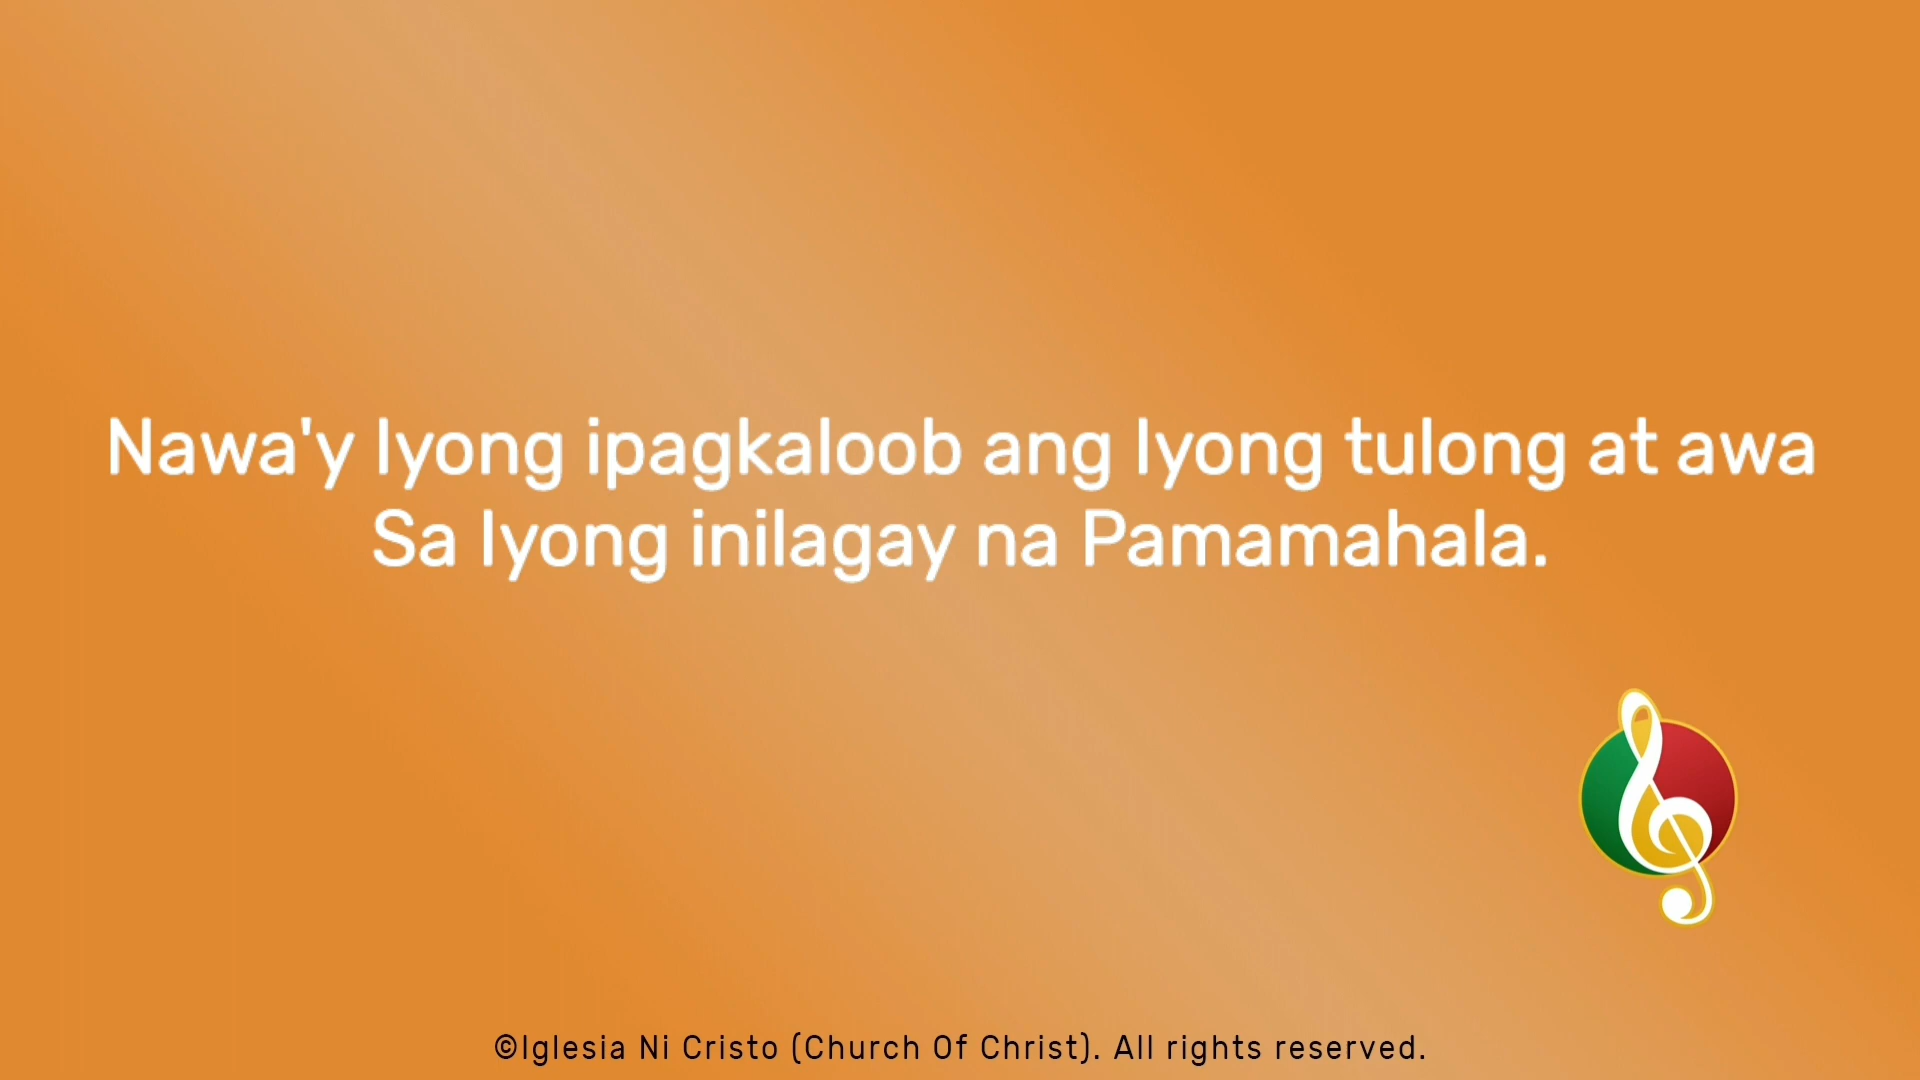 Nawa'y Iyong ipagkaloob ang Iyong tulong at awa
Sa Iyong inilagay na Pamamahala.
©Iglesia Ni Cristo (Church Of Christ). All rights reserved.